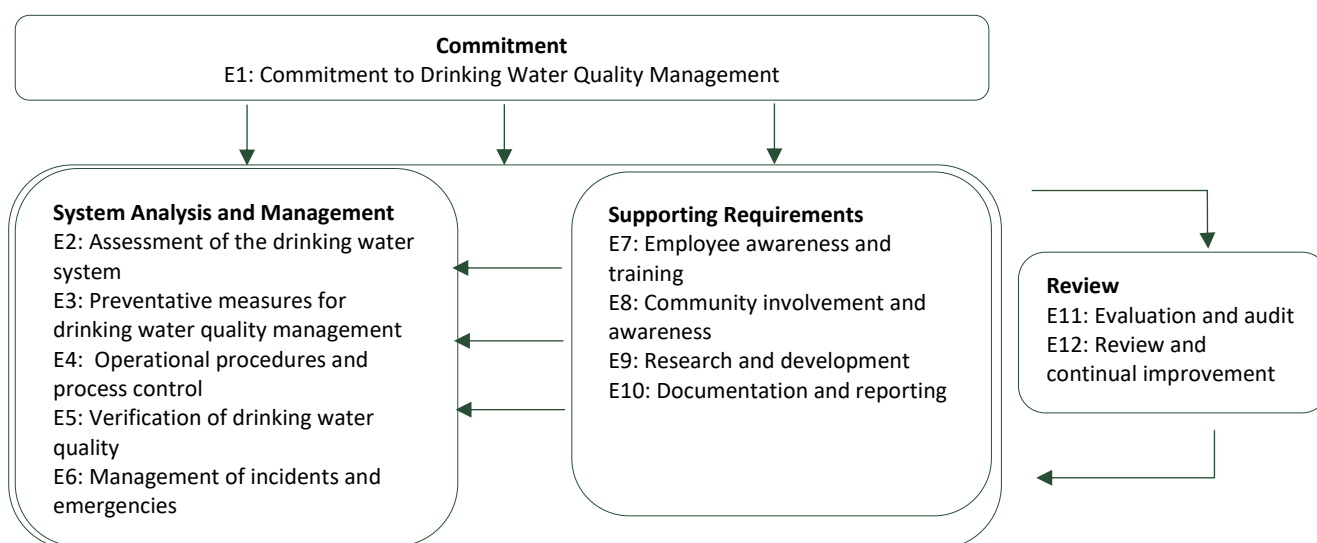 Commitment
E1: Commitment to Drinking Water Quality Management
System Analysis and Management
E2: Assessment of the drinking water
system
E3: Preventative measures for
drinking water quality management
E4:  Operational procedures and
process control
E5: Verification of drinking water
quality
E6: Management of incidents and
emergencies
Supporting Requirements
E7: Employee awareness and
training
E8: Community involvement and
awareness
E9: Research and development
E10: Documentation and reporting
Review
E11: Evaluation and audit
E12: Review and
continual improvement